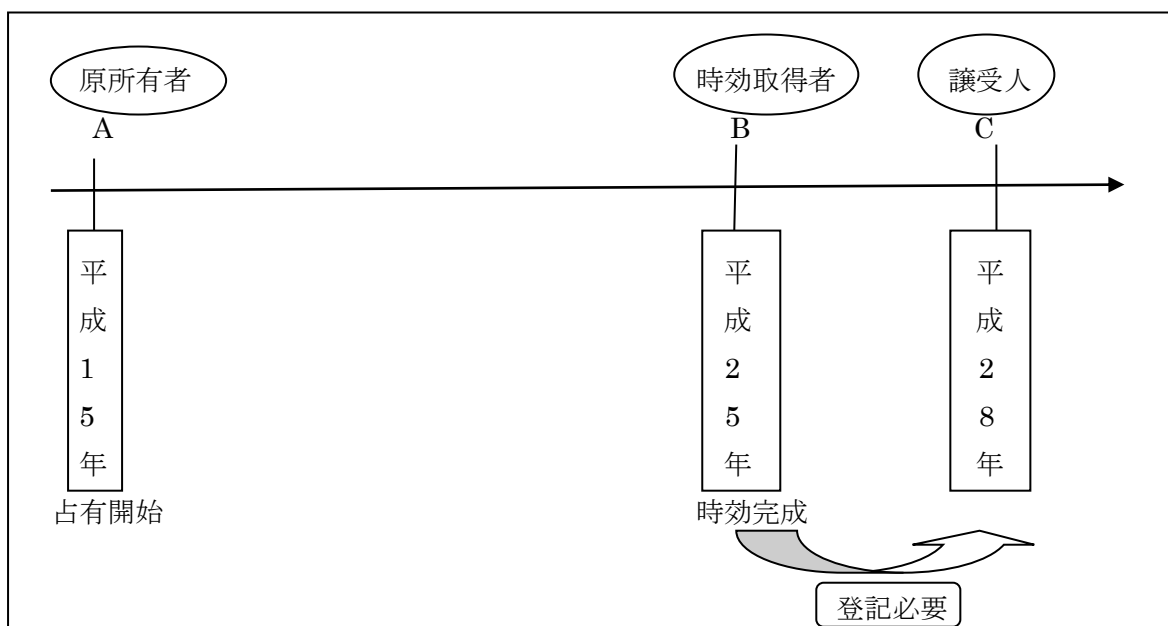 原所有者
時効取得者
譲受人
A
B
C
平成15年
平成25年
平成28年
占有開始
時効完成
登記必要